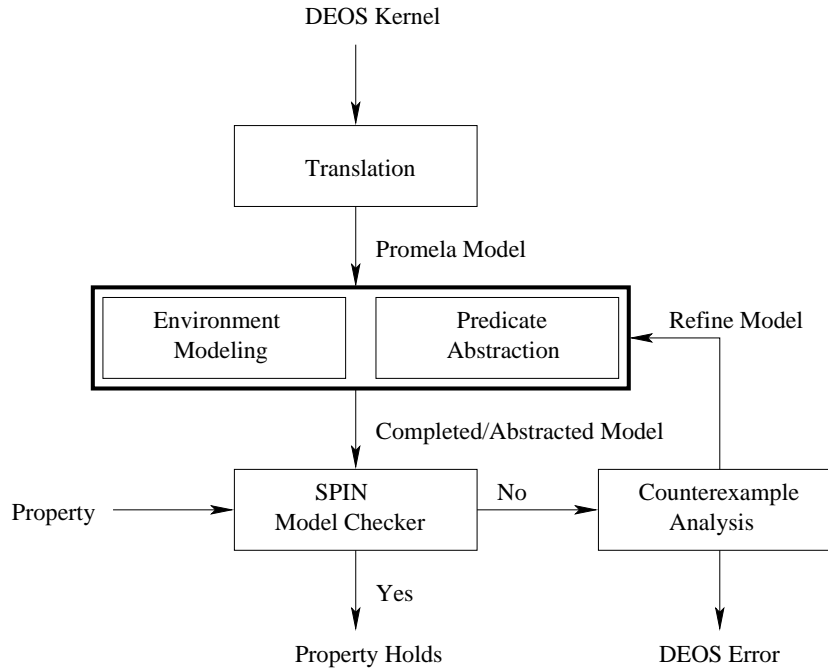 DEOS Kernel
Translation
Promela Model
Environment
Modeling
Predicate
Abstraction
Refine Model
Completed/Abstracted Model
Property
SPIN
Model Checker
No
Counterexample
Analysis
Yes
Property Holds
DEOS Error